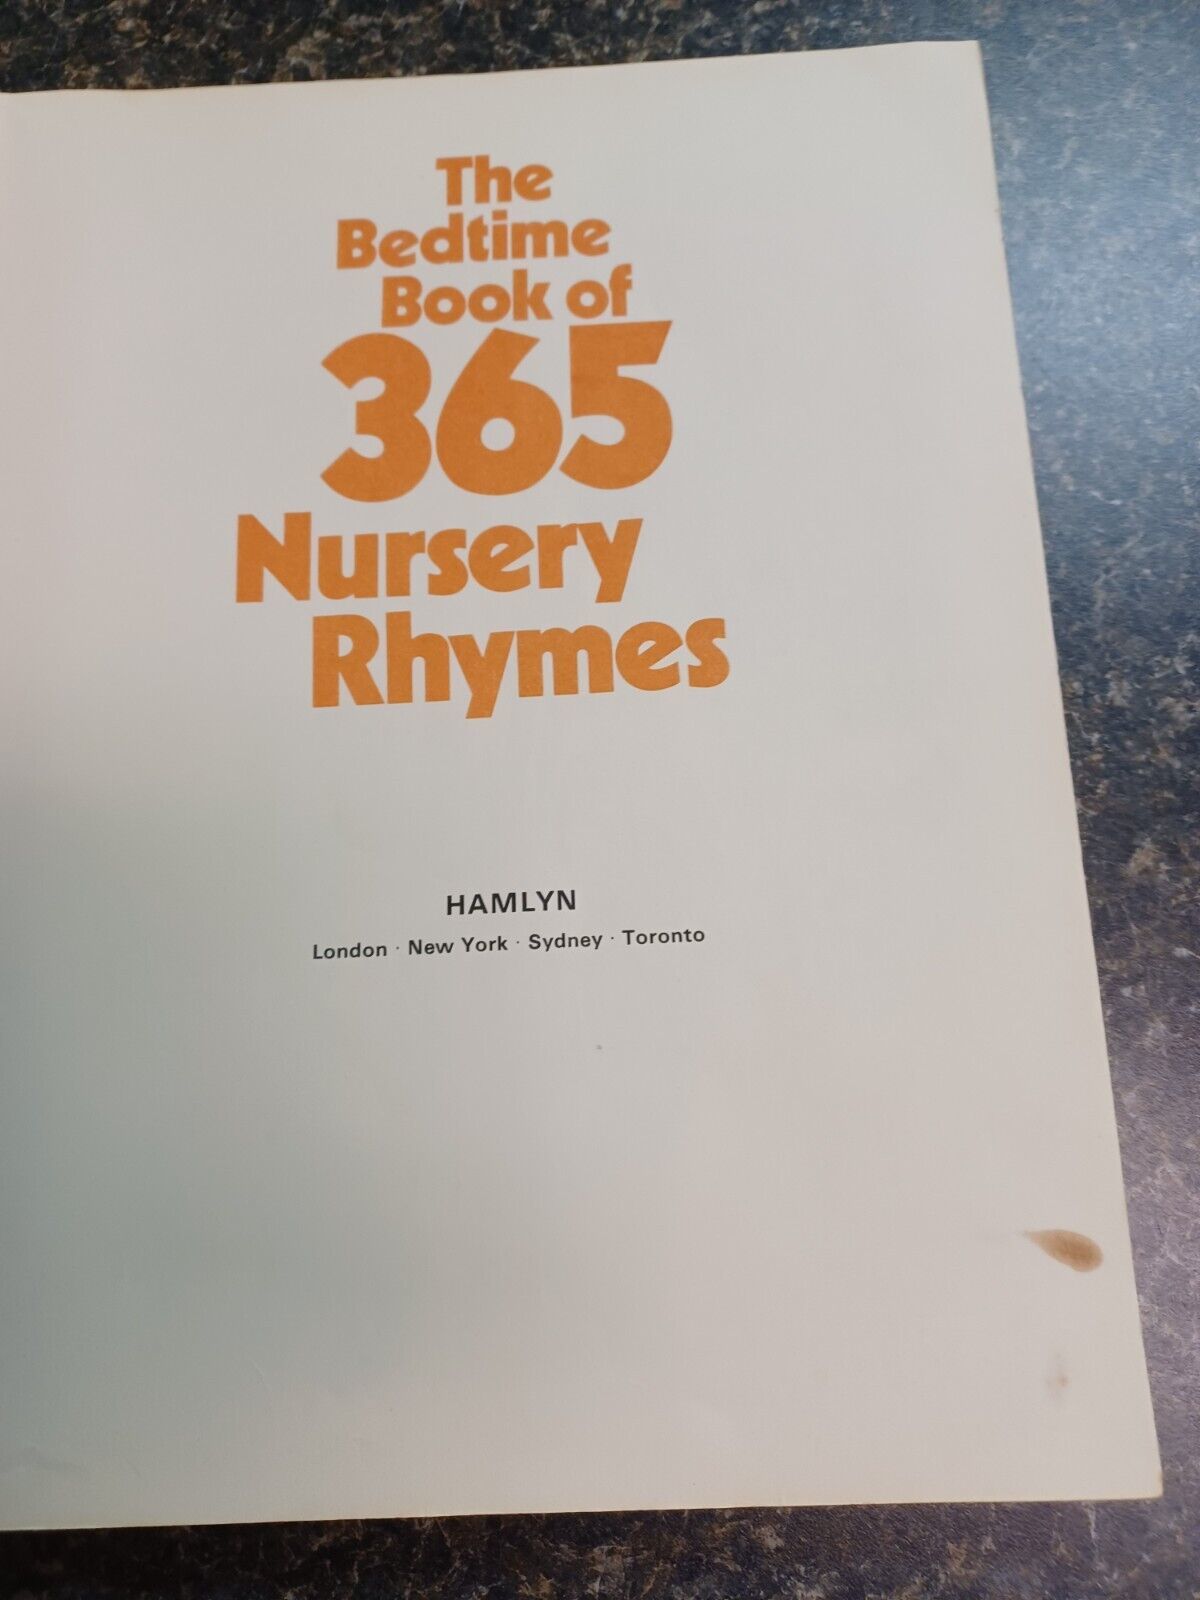 The
Bedtime
Book of
365
Nursery
Rhymes
HAMLYN
London · New York · Sydney · Toronto